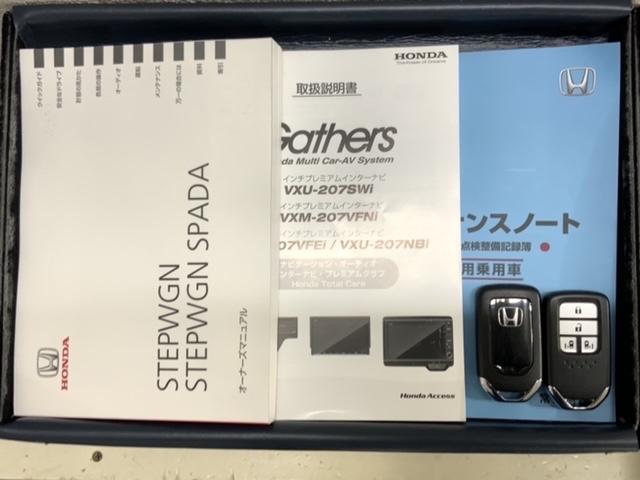 クイックガイド
安全なドライブ
計器の見かた
各部の操作
オーディオ
運転
メンテナンス
万一の場合には
資料
索引
STEPWGN
STEPWGN SPADA
オーナーズマニュアル
HONDA
HONDA
The Power of Dreams
取扱説明書
Gathers
nda Multi Car-AV System
インチプレミアムインターナビ
VXU-207SWi
インチプレミアムインターナビ
VXM-207VFNi
インチプレミアムインターナビ
07VFEi / VXU-207NBi
ナビゲーション・オーディオ
インターナビ・プレミアムクラブ
Honda Total Care
Honda Access
ナンスノート
点検整備記録簿
用乗用車